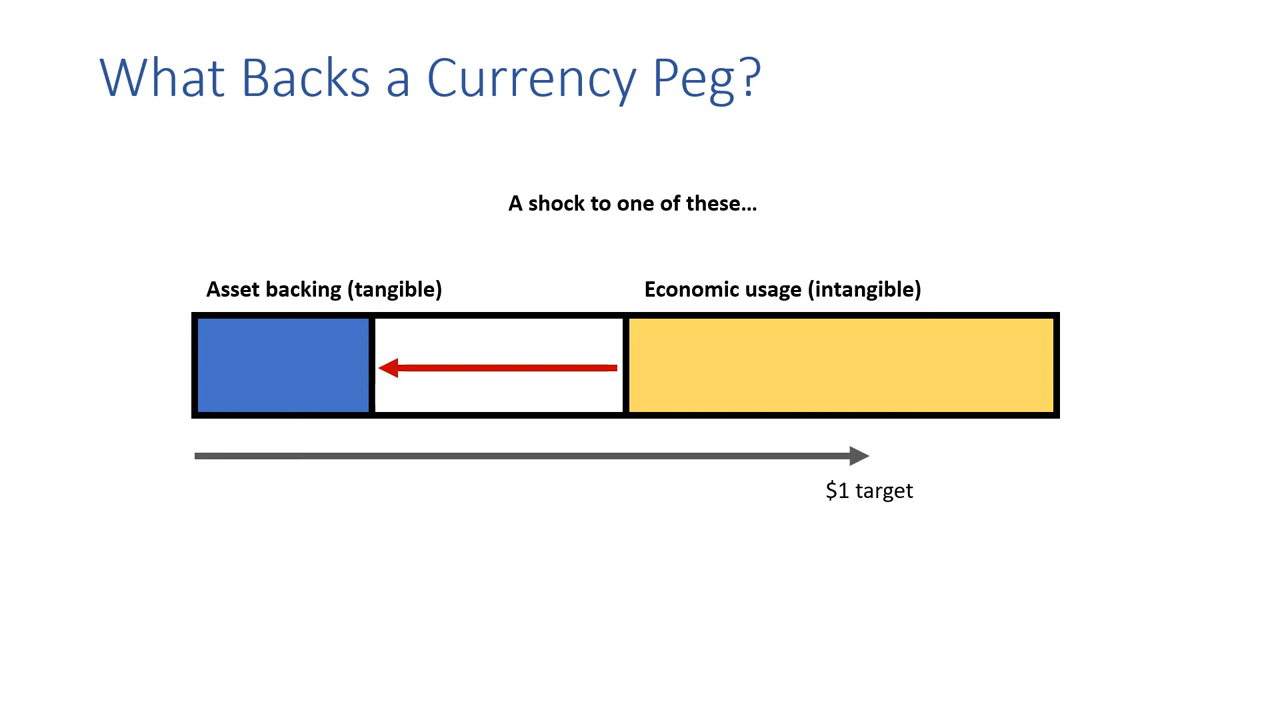 What Backs a Currency Peg?
A shock to one of these...
Asset backing (tangible)
Economic usage (intangible)
$1 target